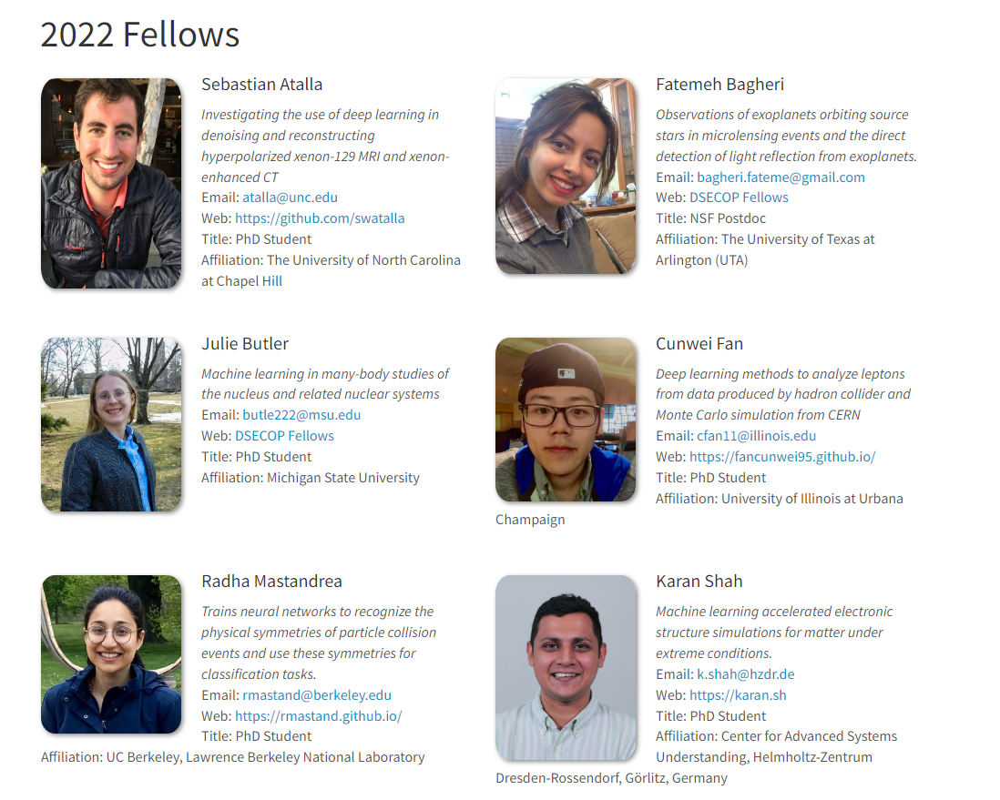 2022 Fellows
Sebastian Atalla
Investigating the use of deep learning in
denoising and reconstructing
hyperpolarized xenon-129 MRI and xenon-
enhanced CT
Email: atalla@unc.edu
Web: https://github.com/swatalla
Title: PhD Student
Affiliation: The University of North Carolina
at Chapel Hill
Fatemeh Bagheri
Observations of exoplanets orbiting source
stars in microlensing events and the direct
detection of light reflection from exoplanets.
Email: bagheri.fateme@gmail.com
Web: DSECOP Fellows
Title: NSF Postdoc
Affiliation: The University of Texas at
Arlington (UTA)
Julie Butler
Machine learning in many-body studies of
the nucleus and related nuclear systems
Email: butle222@msu.edu
Web: DSECOP Fellows
Title: PhD Student
Affiliation: Michigan State University
Cunwei Fan
Deep learning methods to analyze leptons
from data produced by hadron collider and
Monte Carlo simulation from CERN
Email: cfan11@illinois.edu
Web: https://fancunwei95.github.io/
Title: PhD Student
Affiliation: University of Illinois at Urbana
Champaign
Radha Mastandrea
Trains neural networks to recognize the
physical symmetries of particle collision
events and use these symmetries for
classification tasks.
Email: rmastand@berkeley.edu
Web: https://rmastand.github.io/
Title: PhD Student
Affiliation: UC Berkeley, Lawrence Berkeley National Laboratory
Karan Shah
Machine learning accelerated electronic
structure simulations for matter under
extreme conditions.
Email: k.shah@hzdr.de
Web: https://karan.sh
Title: PhD Student
Affiliation: Center for Advanced Systems
Understanding, Helmholtz-Zentrum
Dresden-Rossendorf, Görlitz, Germany